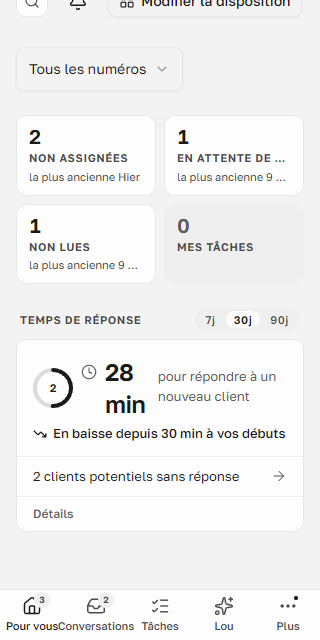 Modifier la disposition
Tous les numéros
2
NON ASSIGNÉES
la plus ancienne Hier
1
EN ATTENTE DE ...
la plus ancienne 9 ...
1
NON LUES
la plus ancienne 9 ...
0
MES TÂCHES
TEMPS DE RÉPONSE
7j 30j 90j
2
28
min
pour répondre à un
nouveau client
En baisse depuis 30 min à vos débuts
2 clients potentiels sans réponse
Détails
3
2
Pour vous Conversations Tâches Lou Plus